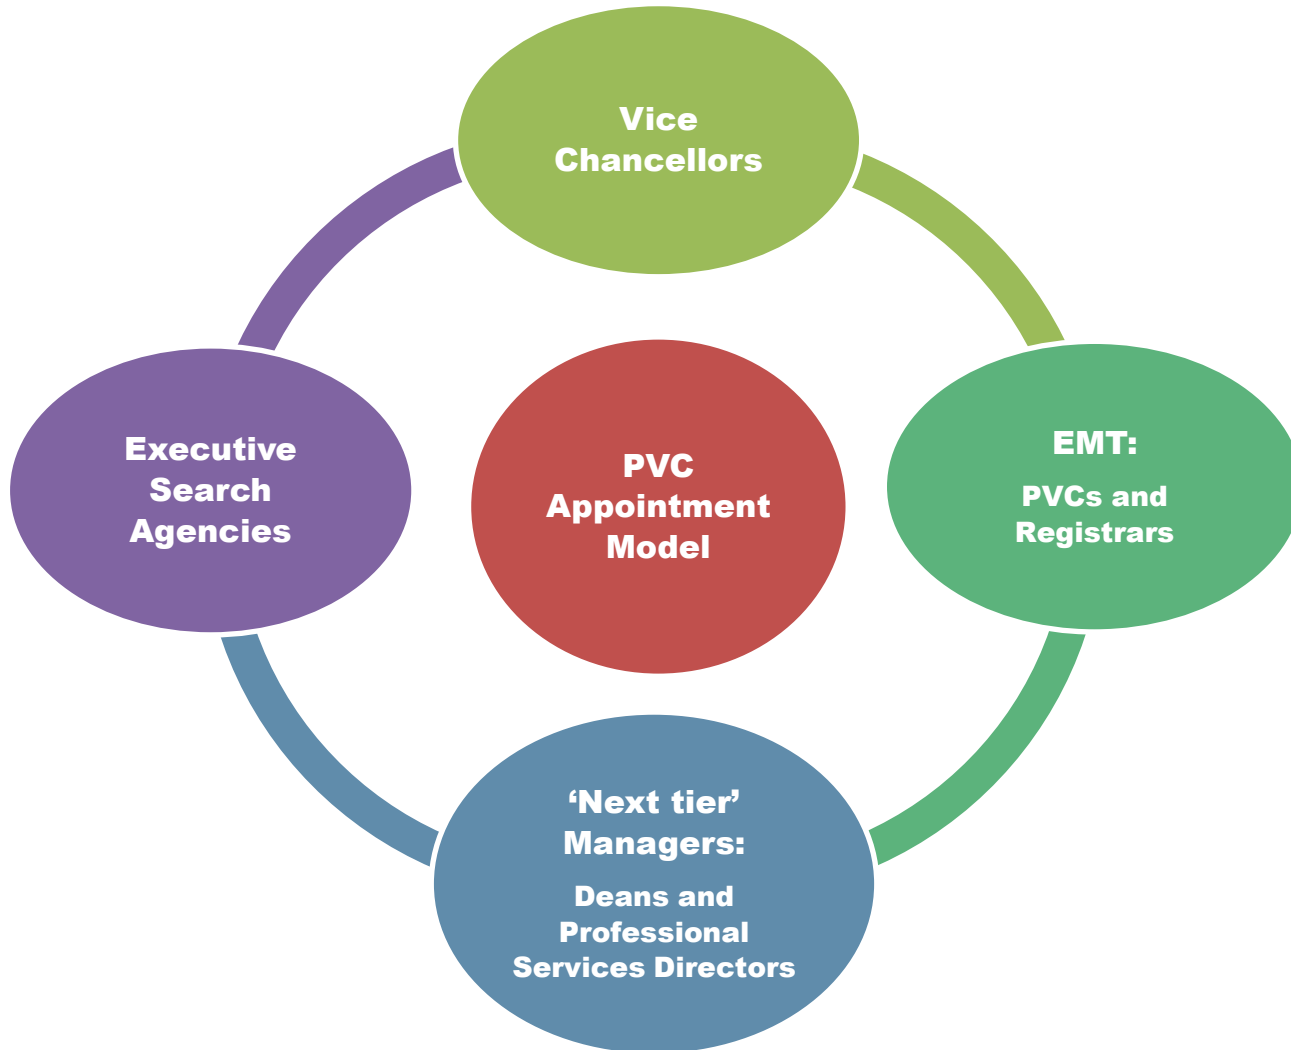 Vice
Chancellors
Executive
Search
Agencies
PVC
Appointment
Model
EMT:
PVCs and
Registrars
‘Next tier’
Managers:
Deans and
Professional
Services Directors